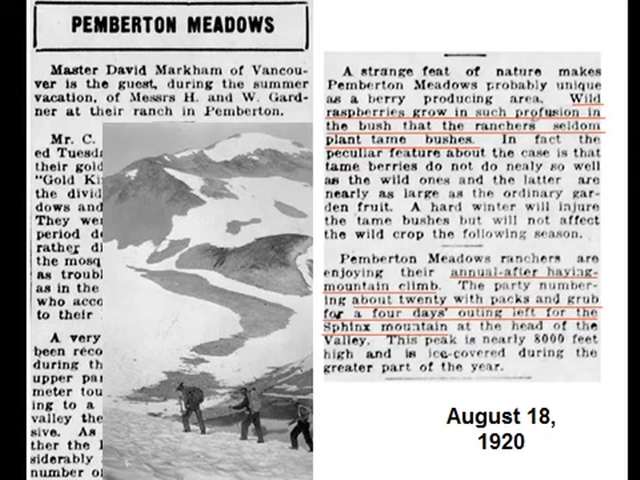 PEMBERTON MEADOWS
Master David Markham of Vancou-
ver is the guest, during the summer
vacation, of Messrs H. and W. Gard-
ner at their ranch in Pemberton.
Mr. C.
ed Tuesd
their gold
"Gold Ki
the divid
dows and
They wer
period d
rather di
the mosq
as troubl
as in the
who acco
to their
A very
been reco
during th
upper par
meter tou
ing to a
valley the
sive. As
ther the
siderably
number o
A strange feat of nature makes
Pemberton Meadows probably unique
as a berry producing area. Wild
raspberries grow in such profusion in
the bush that the ranchers seldom
plant tame bushes. In fact the
peculiar feature about the case is that
tame berries do not do nealy so well
as the wild ones and the latter are
nearly as large as the ordinary gar-
den fruit. A hard winter will injure
the tame bushes but will not affect
the wild crop the following season.
Pemberton Meadows ranchers are
enjoying their annual-after haying-
mountain climb. The party number-
ing about twenty with packs and grub
for a four days' outing left for the
Sphinx mountain at the head of the
Valley. This peak is nearly 8000 feet
high and is ice-covered during the
greater part of the year.
August 18,
1920